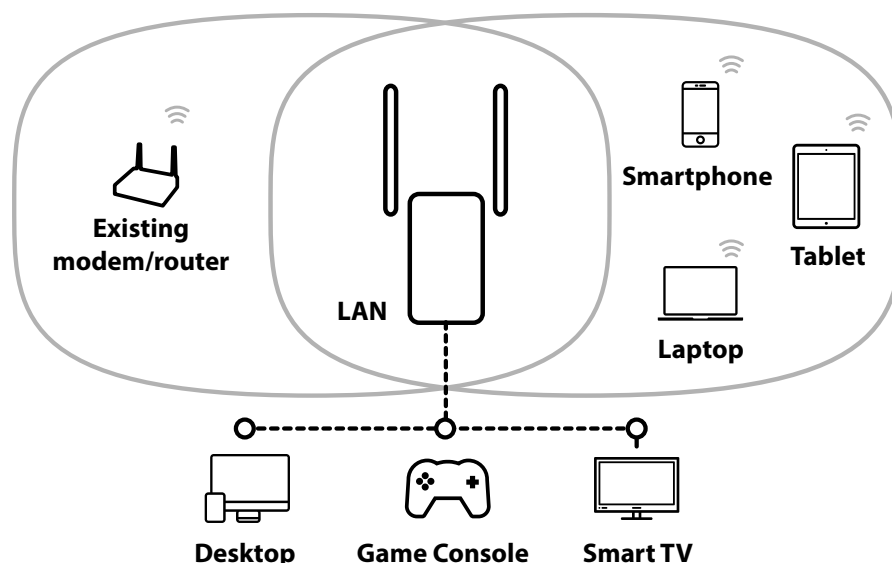 Smartphone
Existing
modem/router
Tablet
LAN
Laptop
Desktop
Game Console
Smart TV